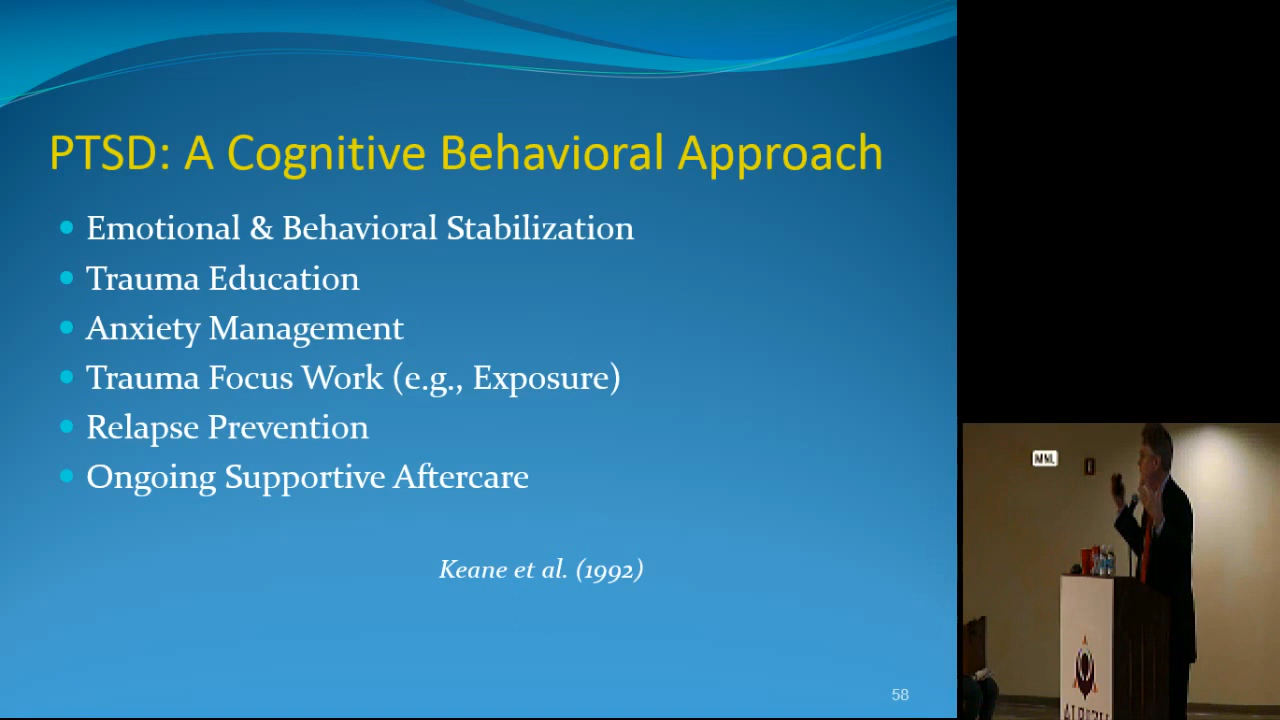 PTSD: A Cognitive Behavioral Approach
Emotional & Behavioral Stabilization
Trauma Education
Anxiety Management
Trauma Focus Work (e.g., Exposure)
Relapse Prevention
Ongoing Supportive Aftercare
Keane et al. (1992)
58